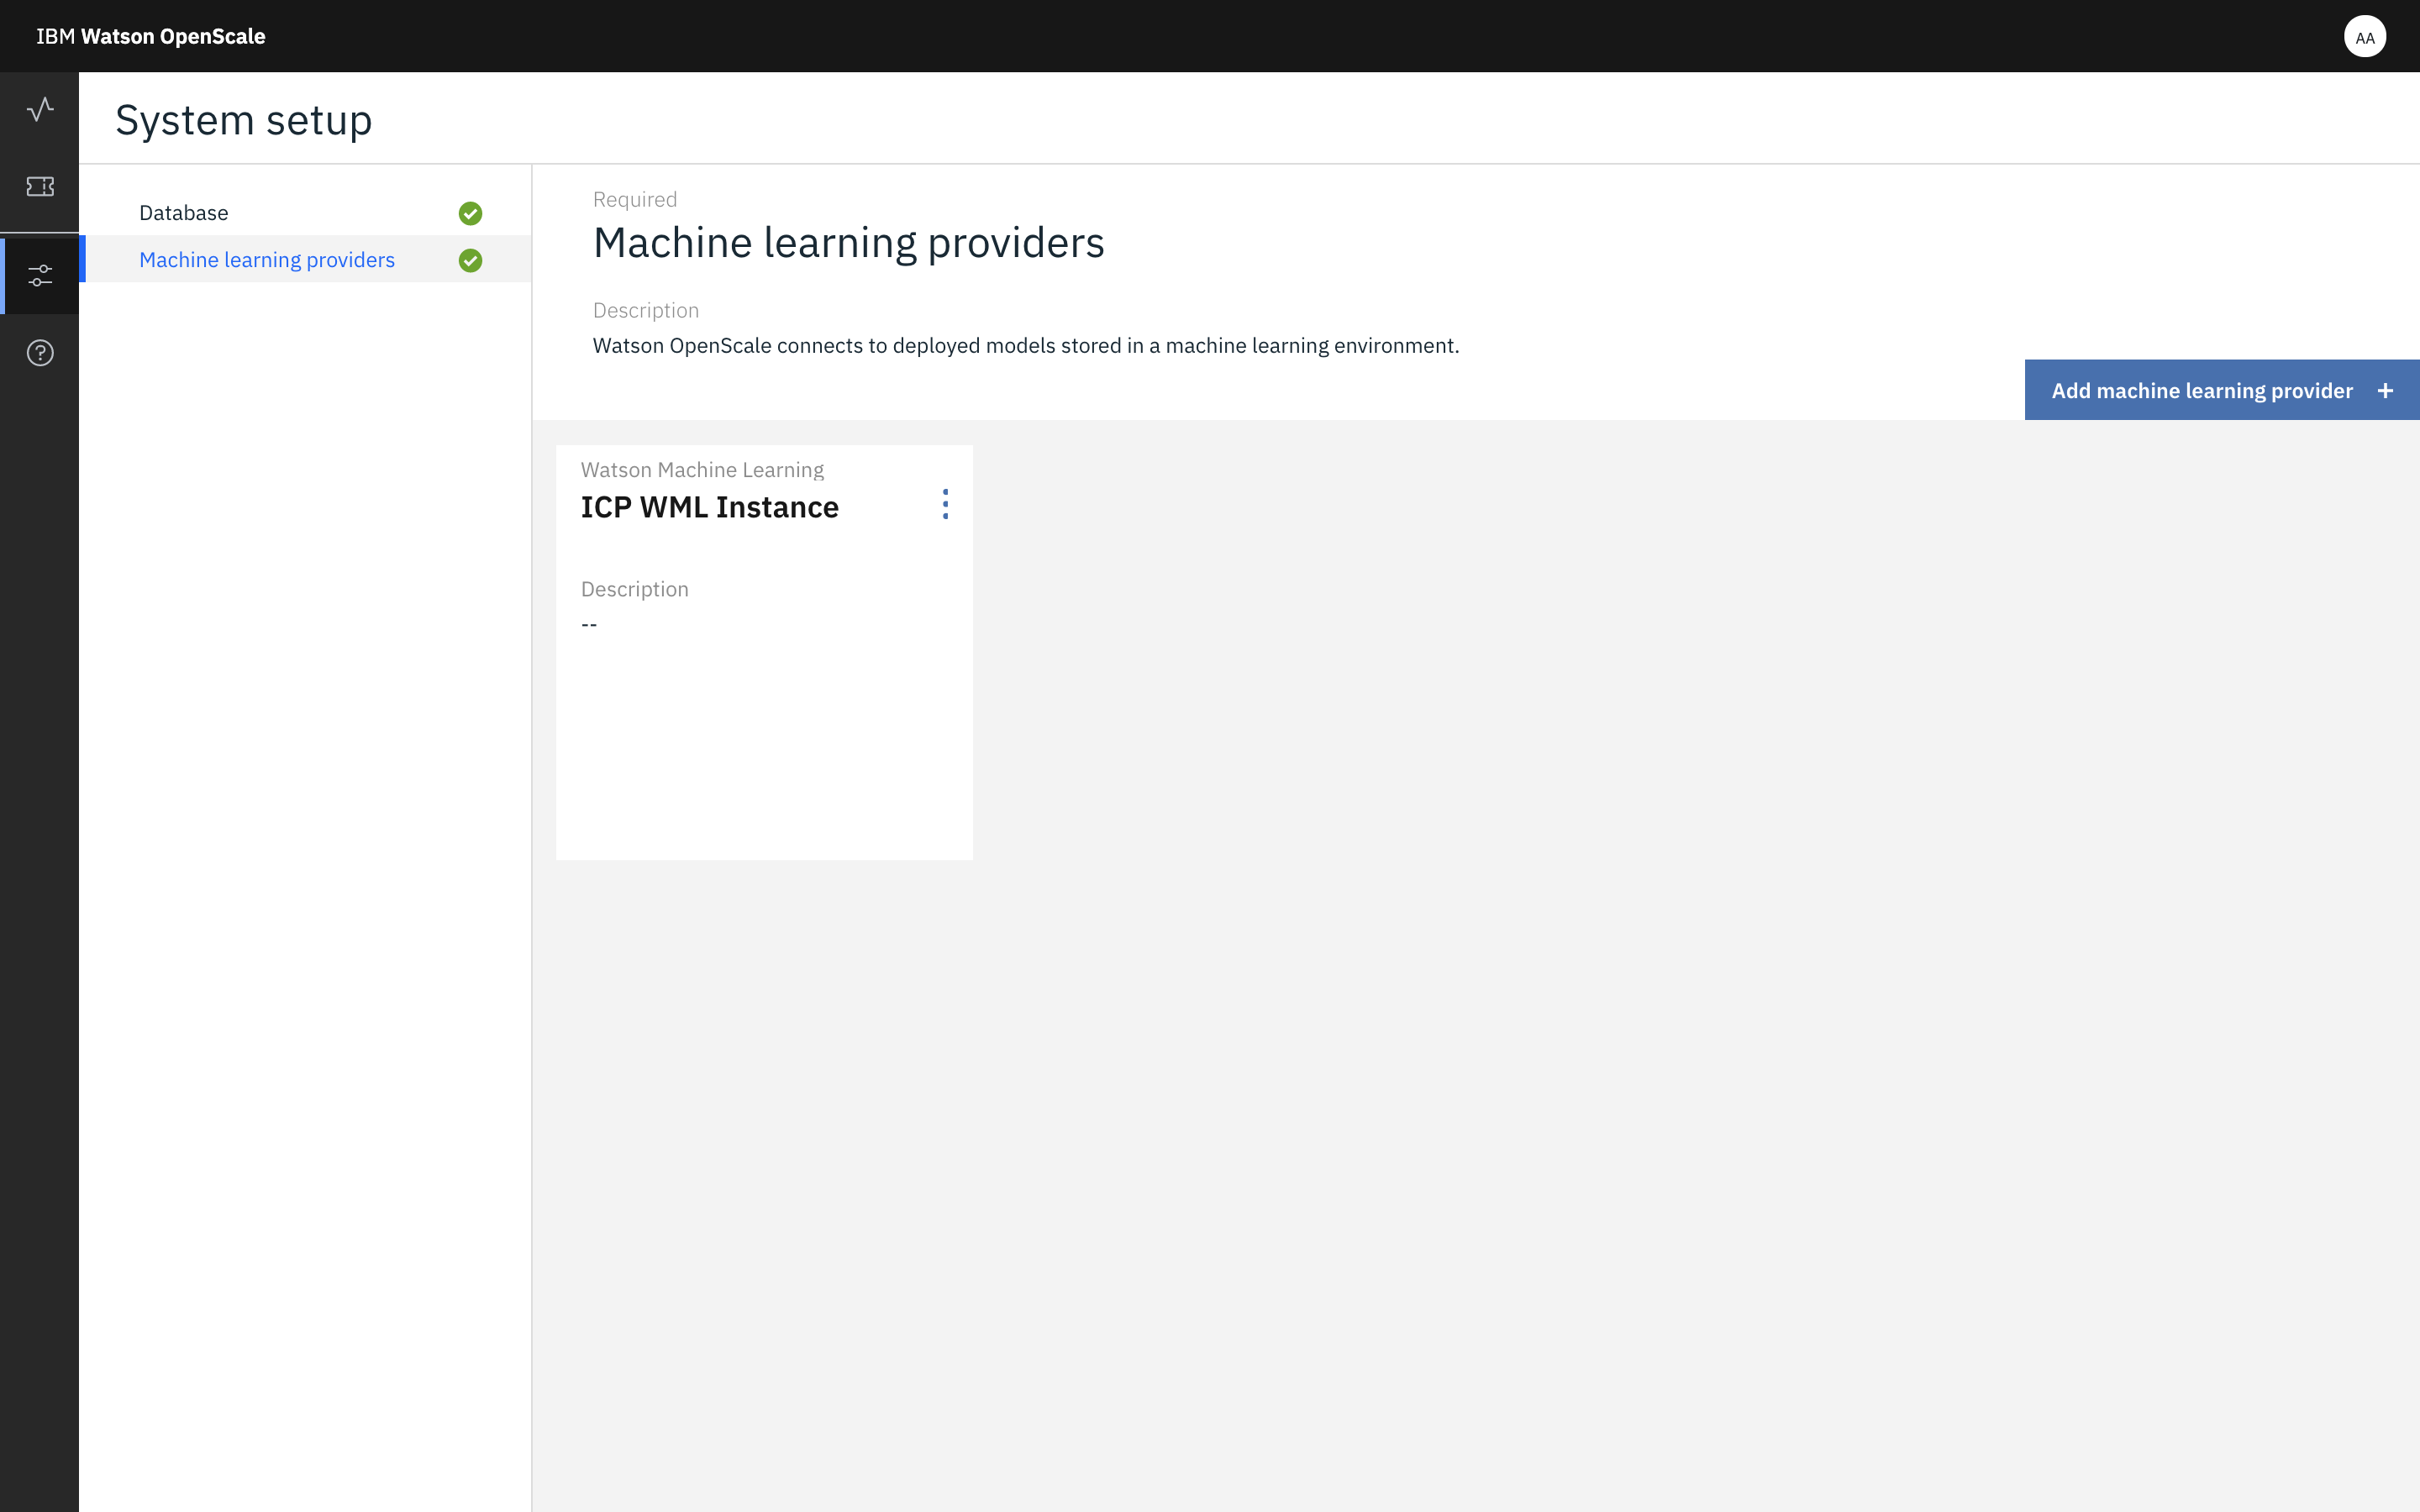 IBM Watson OpenScale
AA
System setup
Database
Machine learning providers
Required
Machine learning providers
Description
Watson OpenScale connects to deployed models stored in a machine learning environment.
Add machine learning provider +
Watson Machine Learning
ICP WML Instance
Description
--